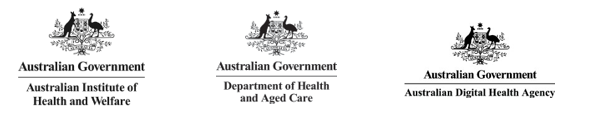 Australian Government
Australian Institute of
Health and Welfare
Australian Government
Department of Health
and Aged Care
Australian Government
Australian Digital Health Agency